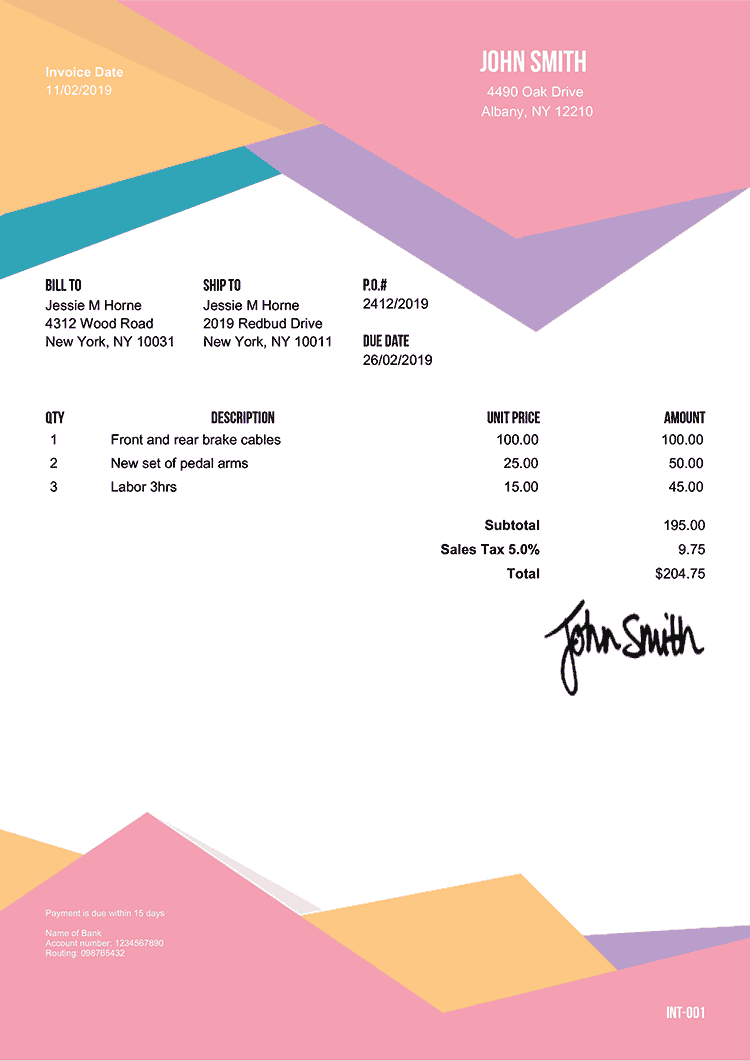 Invoice Date
11/02/2019
JOHN SMITH
4490 Oak Drive
Albany, NY 12210
BILL TO
Jessie M Horne
4312 Wood Road
New York, NY 10031
SHIP TO
Jessie M Horne
2019 Redbud Drive
New York, NY 10011
P.O.#
2412/2019
DUE DATE
26/02/2019
QTY DESCRIPTION UNIT PRICE AMOUNT
1 Front and rear brake cables 100.00 100.00
2 New set of pedal arms 25.00 50.00
3 Labor 3hrs 15.00 45.00
Subtotal 195.00
Sales Tax 5.0% 9.75
Total $204.75
John Smith
Payment is due within 15 days
Name of Bank
Account number: 1234567890
Routing: 098765432
INT-001